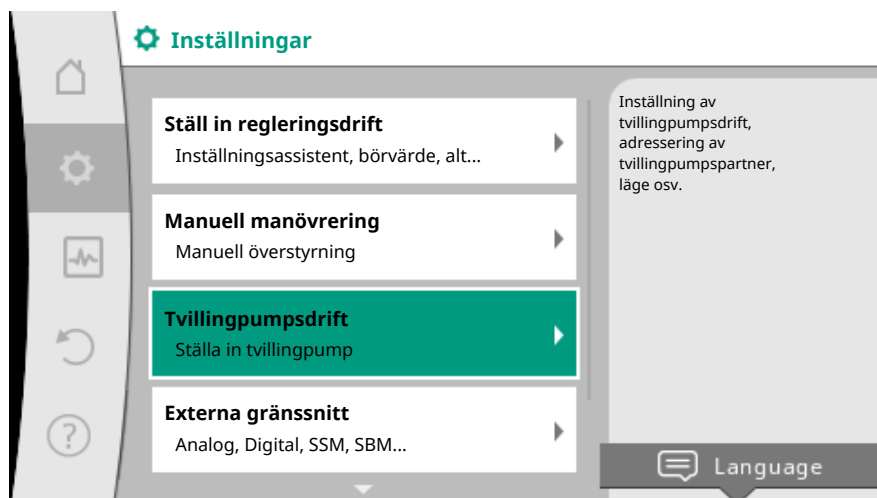 Inställningar
Ställ in regleringsdrift
Inställningsassistent, börvärde, alt...
Manuell manövrering
Manuell överstyrning
Tvillingpumpsdrift
Ställa in tvillingpump
Externa gränssnitt
Analog, Digital, SSM, SBM...
Inställning av
tvillingpumpsdrift,
adressering av
tvillingpumpspartner,
läge osv.
Language